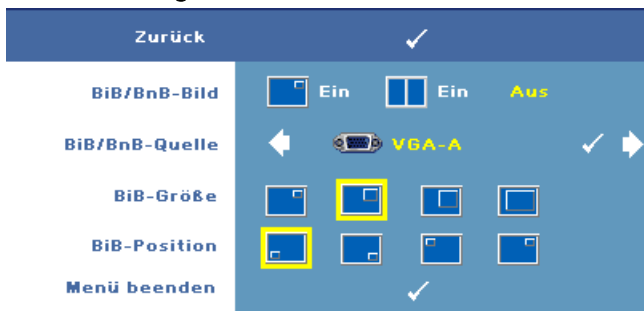 Zurück
BiB/BnB-Bild Ein Ein Aus
BiB/BnB-Quelle VGA-A
BiB-Größe
BiB-Position
Menü beenden